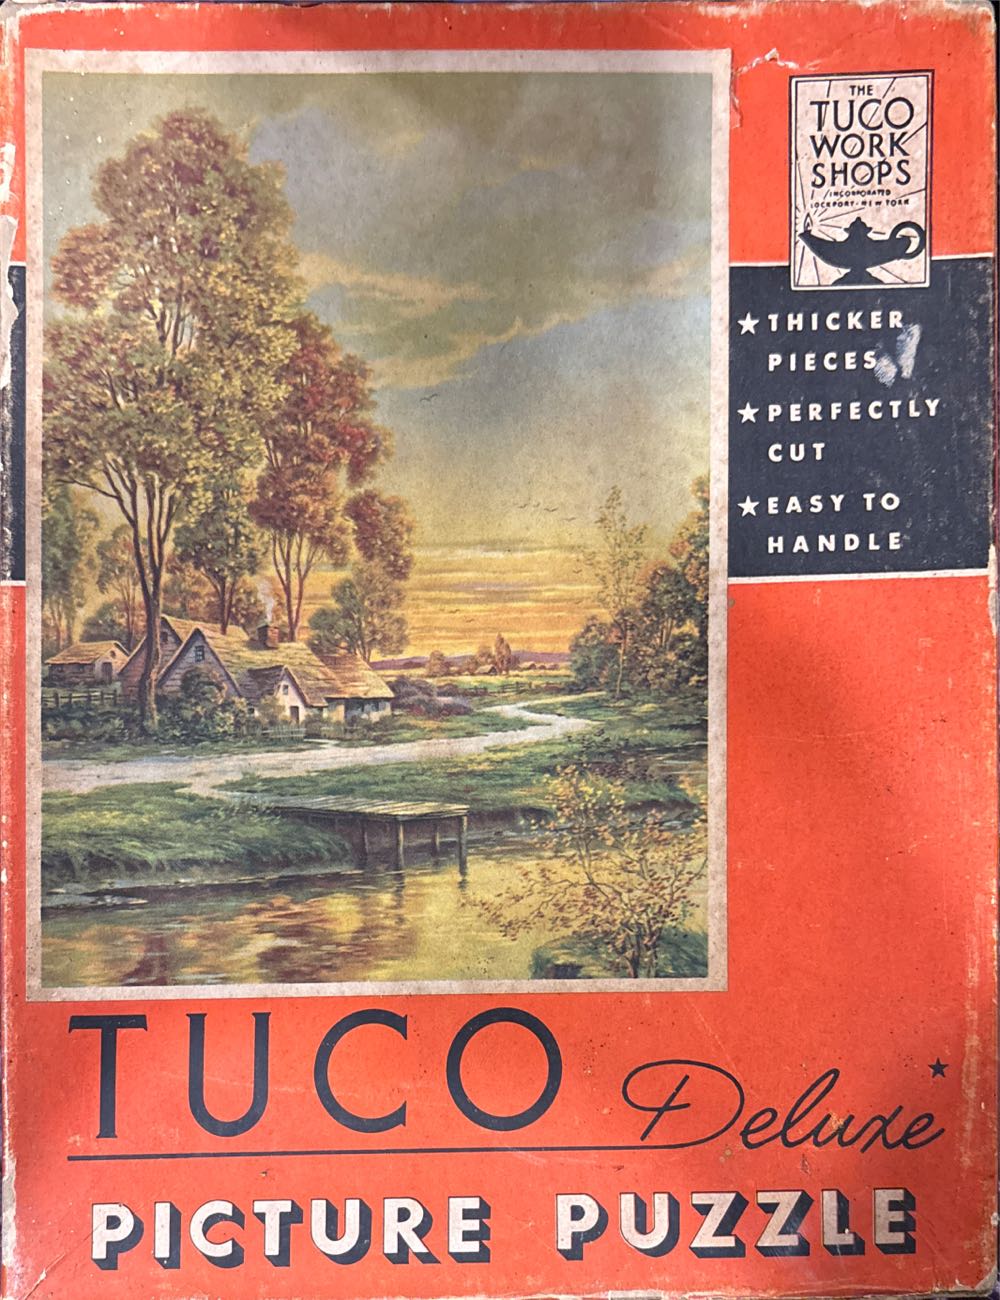 THE
TUCO
WORK
SHOPS
INCORPORATED
LOCKPORT-NEW YORK
★ THICKER
PIECES
★ PERFECTLY
CUT
★ EASY TO
HANDLE
TUCO Deluxe ★
PICTURE PUZZLE